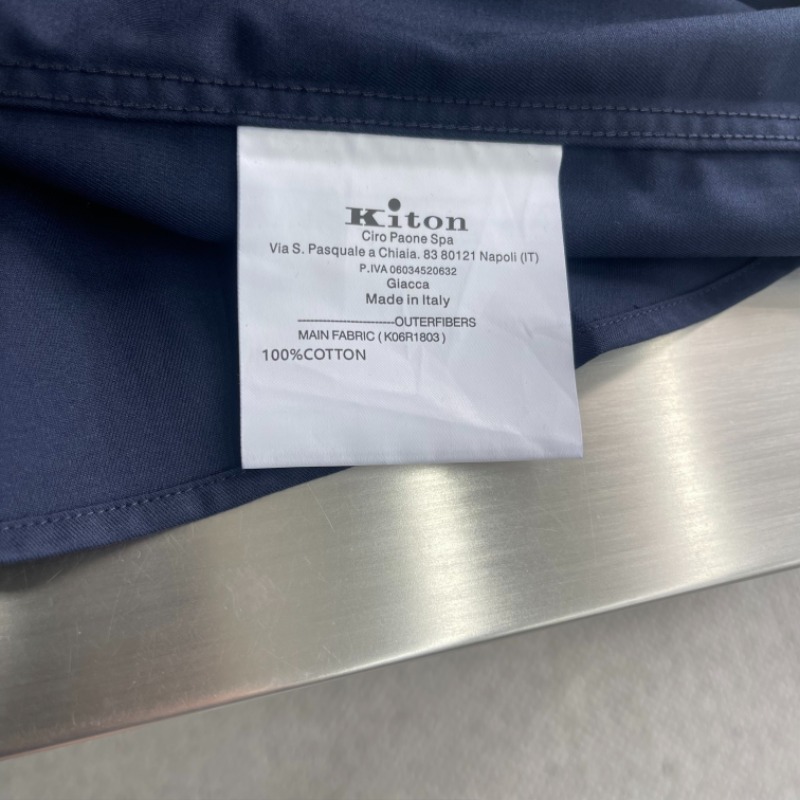 Kiton
Ciro Paone Spa
Via S. Pasquale a Chiaia. 83 80121 Napoli (IT)
P.IVA 06034520632
Giacca
Made in Italy
-------------------------OUTERFIBERS
MAIN FABRIC ( K06R1803 )
100%COTTON